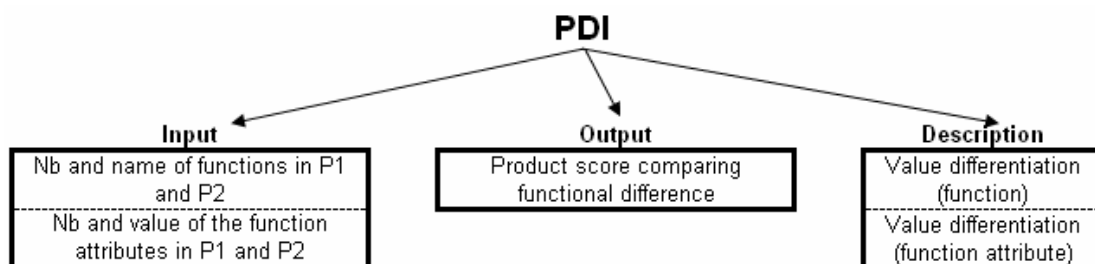 PDI
Input
Nb and name of functions in P1
and P2
Nb and value of the function
attributes in P1 and P2
Output
Product score comparing
functional difference
Description
Value differentiation
(function)
Value differentiation
(function attribute)